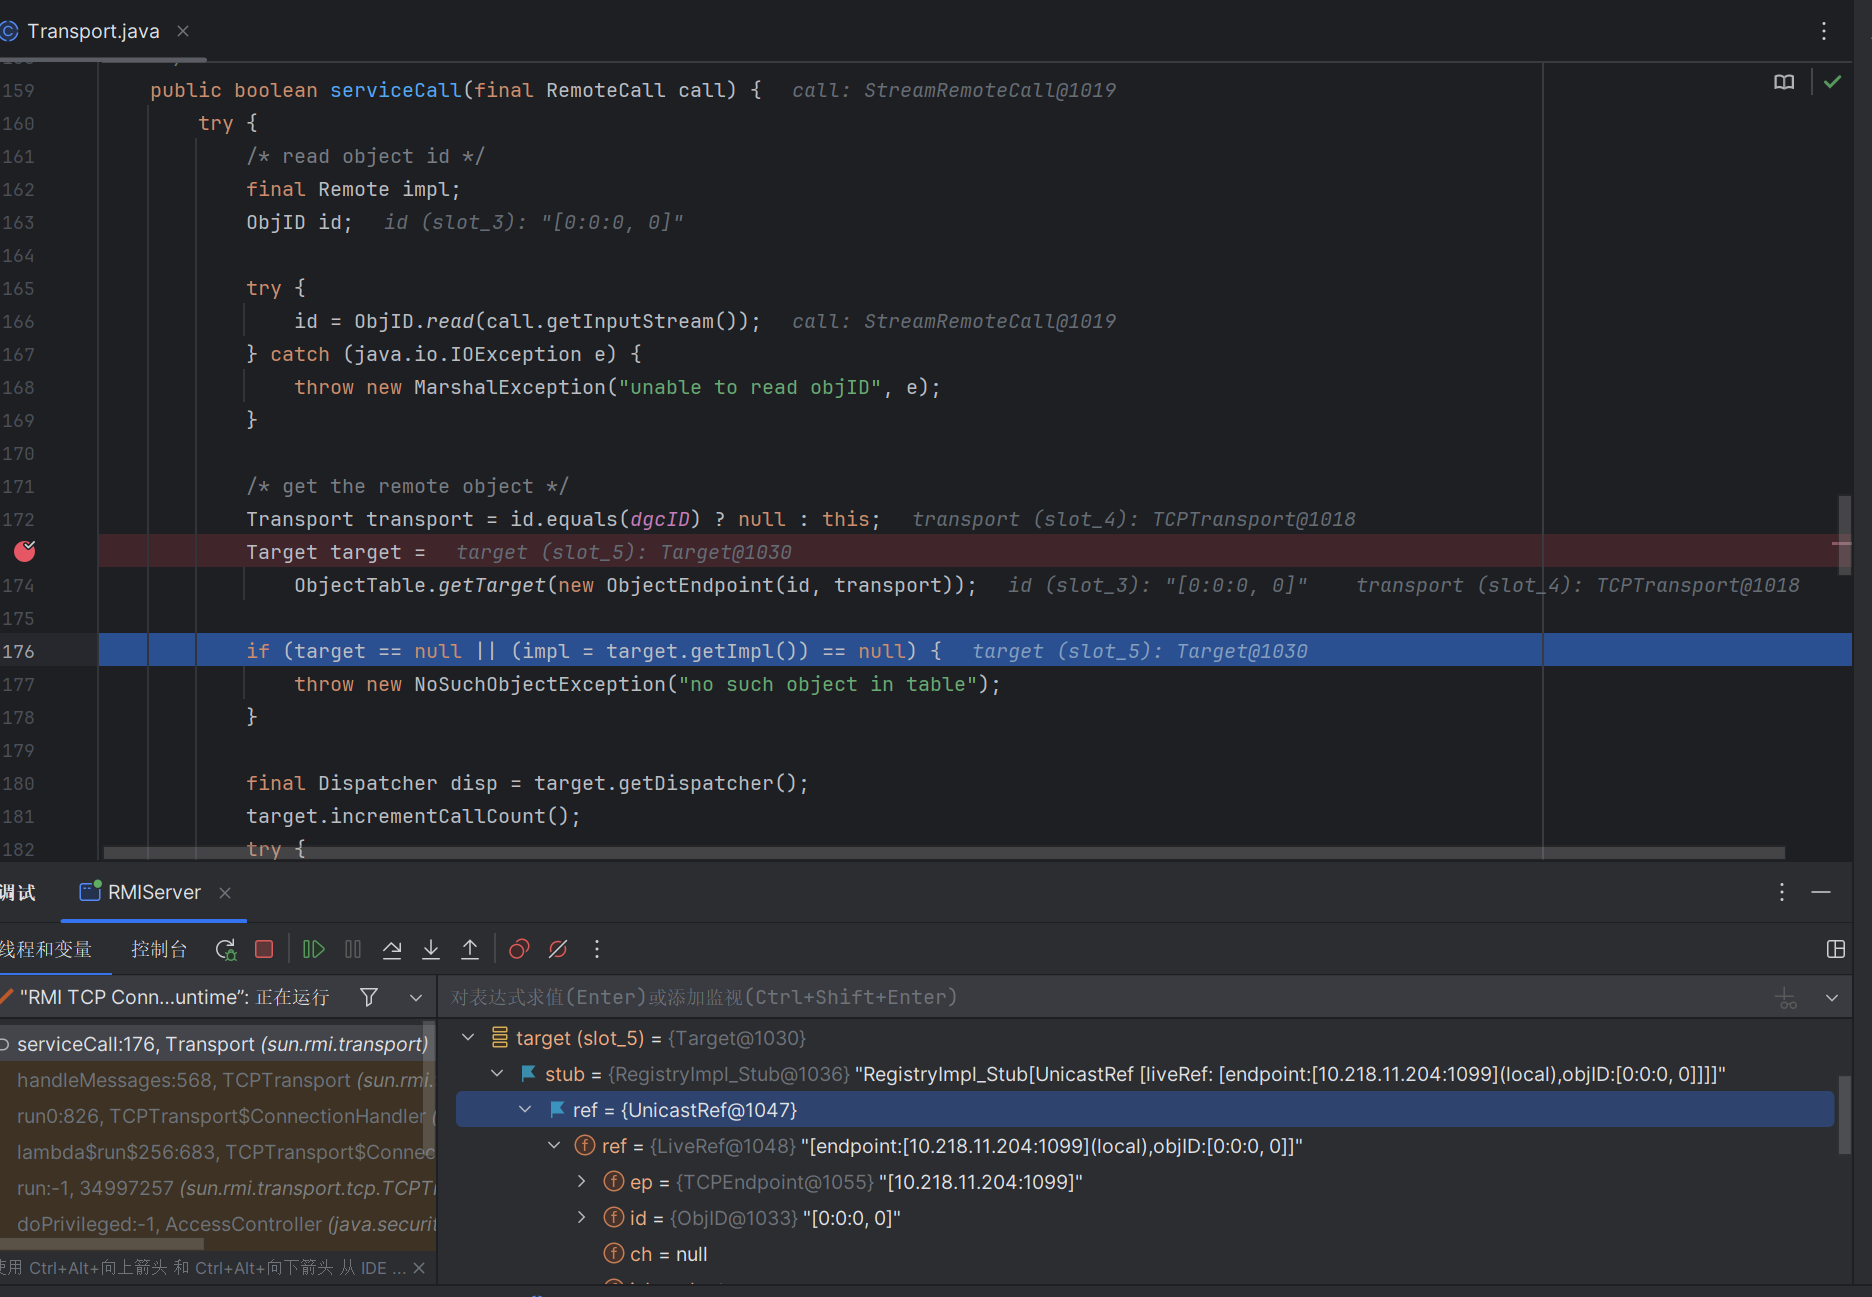 Transport.java
159 public boolean serviceCall(final RemoteCall call) { call: StreamRemoteCall@1019
160 try {
161 /* read object id */
162 final Remote impl;
163 ObjID id; id (slot_3): "[0:0:0, 0]"
164
165 try {
166 id = ObjID.read(call.getInputStream()); call: StreamRemoteCall@1019
167 } catch (java.io.IOException e) {
168 throw new MarshalException("unable to read objID", e);
169 }
170
171 /* get the remote object */
172 Transport transport = id.equals(dgcID) ? null : this; transport (slot_4): TCPTransport@1018
Target target = target (slot_5): Target@1030
174 ObjectTable.getTarget(new ObjectEndpoint(id, transport)); id (slot_3): "[0:0:0, 0]" transport (slot_4): TCPTransport@1018
175
176 if (target == null || (impl = target.getImpl()) == null) { target (slot_5): Target@1030
177 throw new NoSuchObjectException("no such object in table");
178 }
179
180 final Dispatcher disp = target.getDispatcher();
181 target.incrementCallCount();
182 try {
调试 RMIServer
线程和变量 控制台
"RMI TCP Conn...untime”: 正在运行
对表达式求值(Enter)或添加监视(Ctrl+Shift+Enter)
serviceCall:176, Transport (sun.rmi.transport)
handleMessages:568, TCPTransport (sun.rmi.
run0:826, TCPTransport$ConnectionHandler (
lambda$run$256:683, TCPTransport$Connec
run:-1, 34997257 (sun.rmi.transport.tcp.TCPT
doPrivileged:-1, AccessController (java.securit
使用 Ctrl+Alt+向上箭头 和 Ctrl+Alt+向下箭头 从 IDE ...
target (slot_5) = {Target@1030}
stub = {RegistryImpl_Stub@1036} "RegistryImpl_Stub[UnicastRef [liveRef: [endpoint:[10.218.11.204:1099](local),objID:[0:0:0, 0]]]]"
ref = {UnicastRef@1047}
ref = {LiveRef@1048} "[endpoint:[10.218.11.204:1099](local),objID:[0:0:0, 0]]"
ep = {TCPEndpoint@1055} "[10.218.11.204:1099]"
id = {ObjID@1033} "[0:0:0, 0]"
ch = null